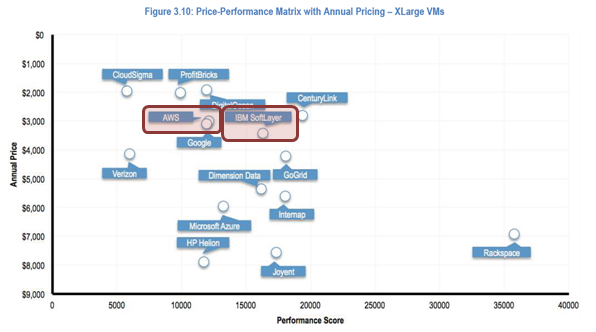 Figure 3.10: Price-Performance Matrix with Annual Pricing – XLarge VMs
$0
$1,000
$2,000
$3,000
$4,000
$5,000
$6,000
$7,000
$8,000
$9,000
Annual Price
CloudSigma
ProfitBricks
DigitalOcean
CenturyLink
AWS
IBM SoftLayer
Google
Verizon
Dimension Data
GoGrid
Internap
Microsoft Azure
HP Helion
Joyent
Rackspace
0
5000
10000
15000
20000
25000
30000
35000
40000
Performance Score